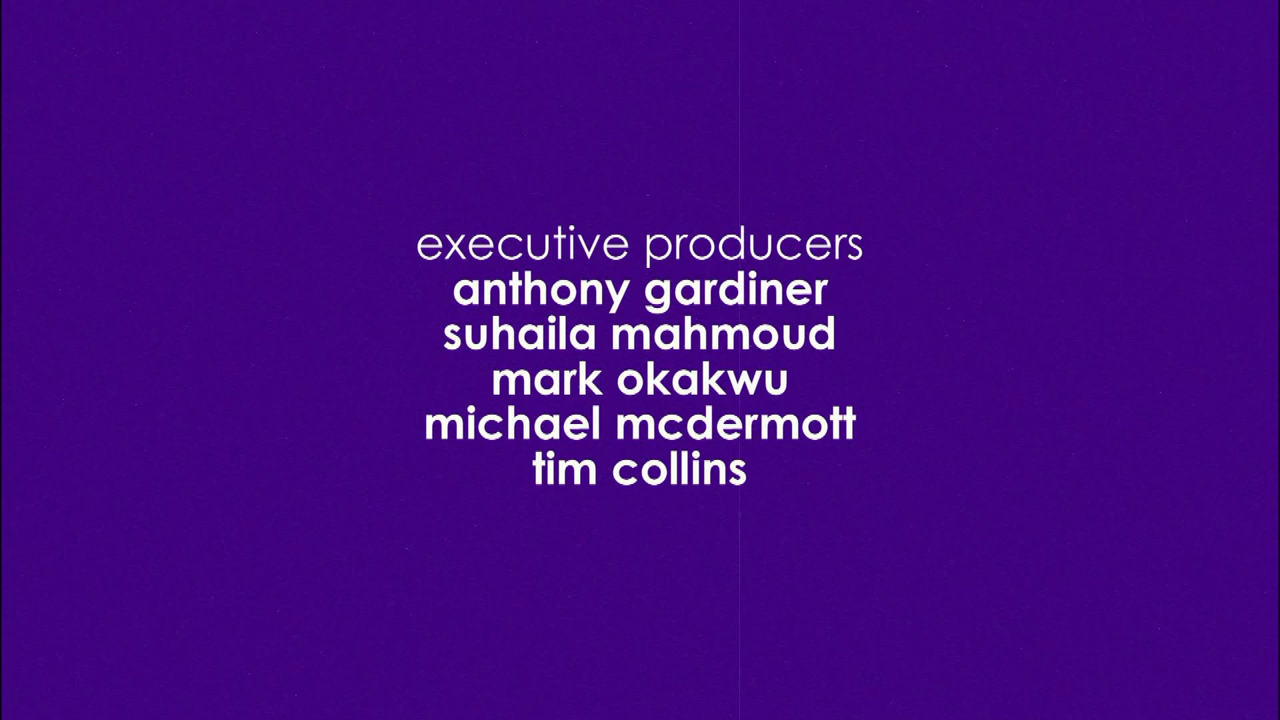 executive producers
anthony gardiner
suhaila mahmoud
mark okakwu
michael mcdermott
tim collins